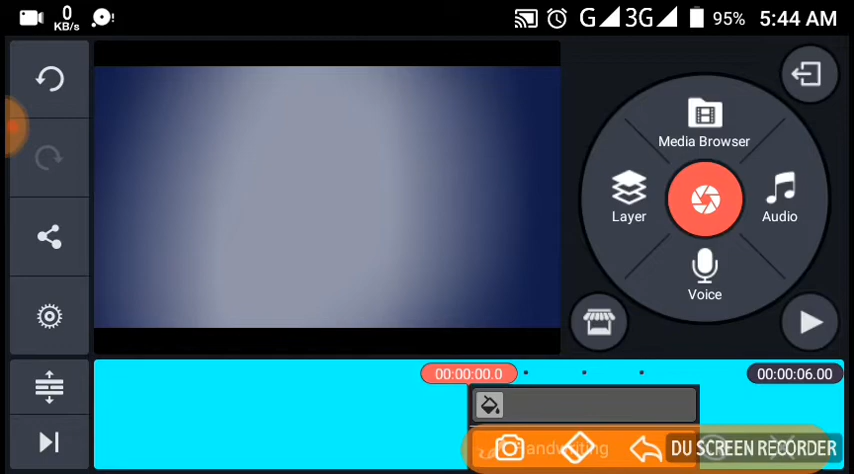 0
KB/s
G 3G 95% 5:44 AM
Media Browser
Layer
Audio
Voice
00:00:00.0
00:00:06.00
Handwriting
DU SCREEN RECORDER